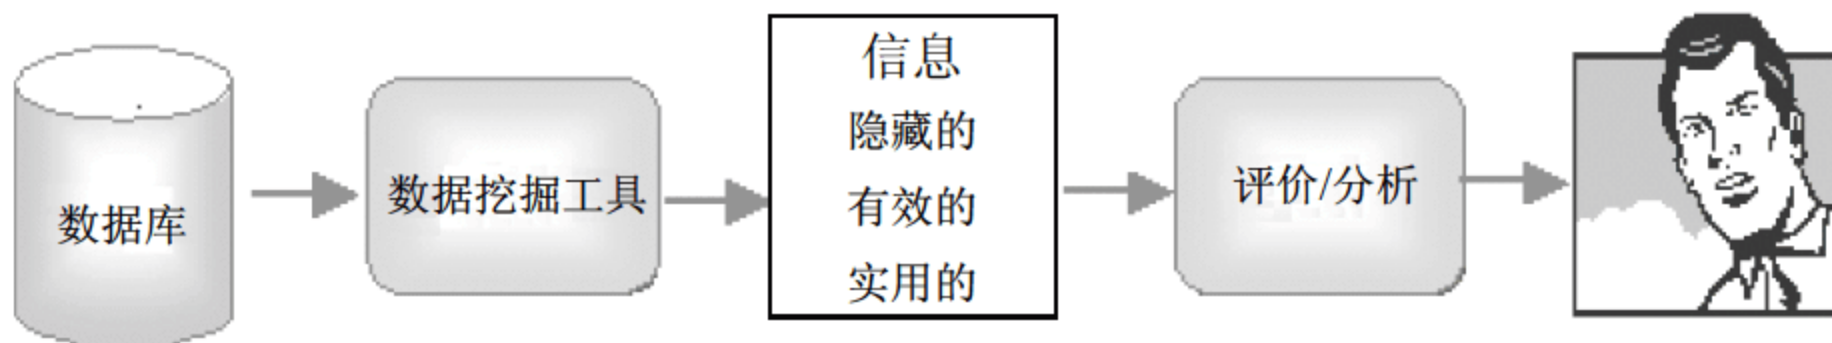 数据库
数据挖掘工具
信息
隐藏的
有效的
实用的
评价/分析